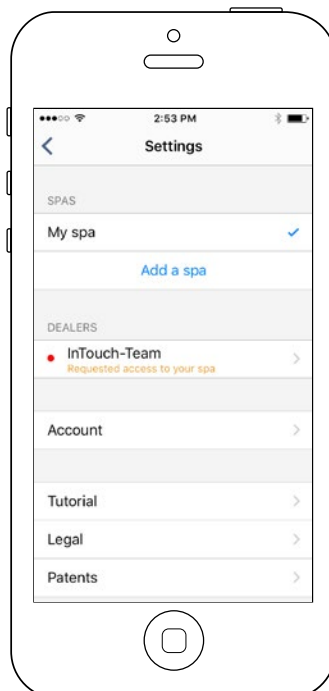 2:53 PM
Settings
SPAS
My spa
Add a spa
DEALERS
InTouch-Team
Requested access to your spa
Account
Tutorial
Legal
Patents